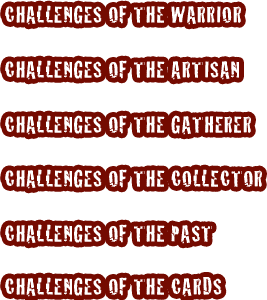 CHALLENGES OF THE WARRIOR
CHALLENGES OF THE ARTISAN
CHALLENGES OF THE GATHERER
CHALLENGES OF THE COLLECTOR
CHALLENGES OF THE PAST
CHALLENGES OF THE CARDS